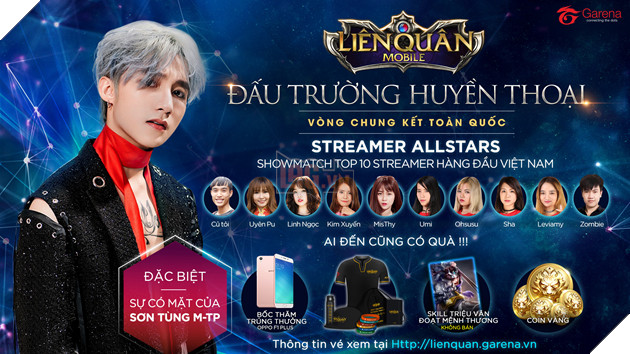 Garena
connecting the dots
LIÊN QUÂN
MOBILE
ĐẤU TRƯỜNG HUYỀN THOẠI
VÒNG CHUNG KẾT TOÀN QUỐC
STREAMER ALLSTARS
SHOWMATCH TOP 10 STREAMER HÀNG ĐẦU VIỆT NAM
Củ tỏi Uyên Pu Linh Ngọc Kim Xuyến MisThy Umi Ohsusu Sha Leviamy Zombie
AI ĐẾN CŨNG CÓ QUÀ !!!
ĐẶC BIỆT
SỰ CÓ MẶT CỦA
SƠN TÙNG M-TP
BỐC THĂM
TRÚNG THƯỞNG
OPPO F1 PLUS
SKILL TRIỆU VÂN
ĐOẠT MỆNH THƯƠNG
KHÔNG BÁN
COIN VÀNG
Thông tin vé xem tại Http://lienquan.garena.vn